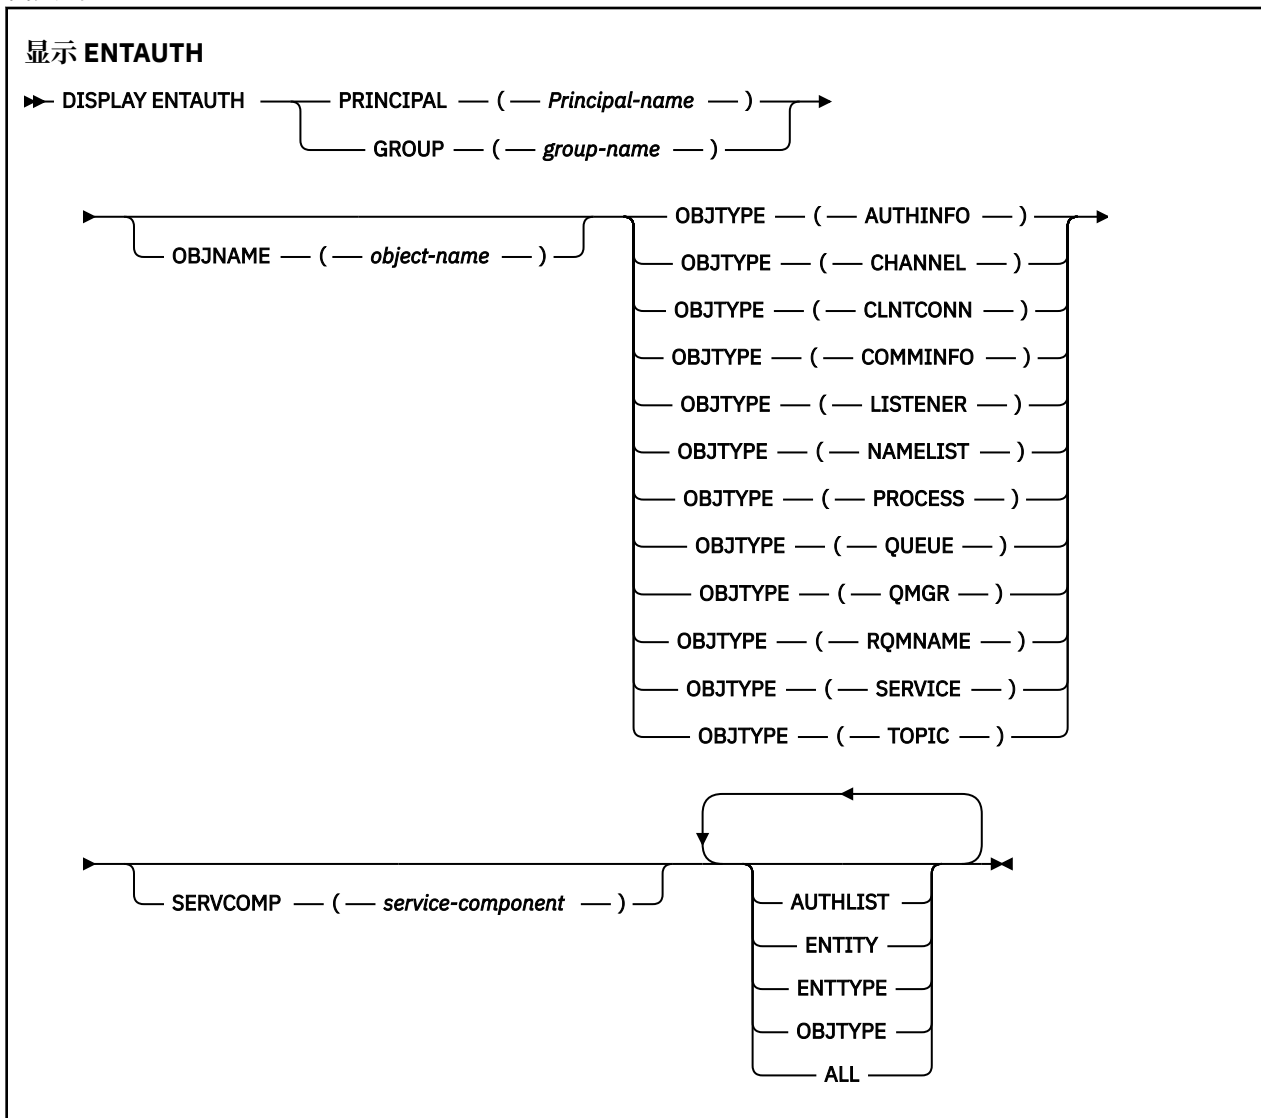 显示 ENTAUTH
DISPLAY ENTAUTH PRINCIPAL ( Principal-name )
GROUP ( group-name )
OBJTYPE ( AUTHINFO )
OBJNAME ( object-name )
OBJTYPE ( CHANNEL )
OBJTYPE ( CLNTCONN )
OBJTYPE ( COMMINFO )
OBJTYPE ( LISTENER )
OBJTYPE ( NAMELIST )
OBJTYPE ( PROCESS )
OBJTYPE ( QUEUE )
OBJTYPE ( QMGR )
OBJTYPE ( RQMNAME )
OBJTYPE ( SERVICE )
OBJTYPE ( TOPIC )
SERVCOMP ( service-component )
AUTHLIST
ENTITY
ENTTYPE
OBJTYPE
ALL